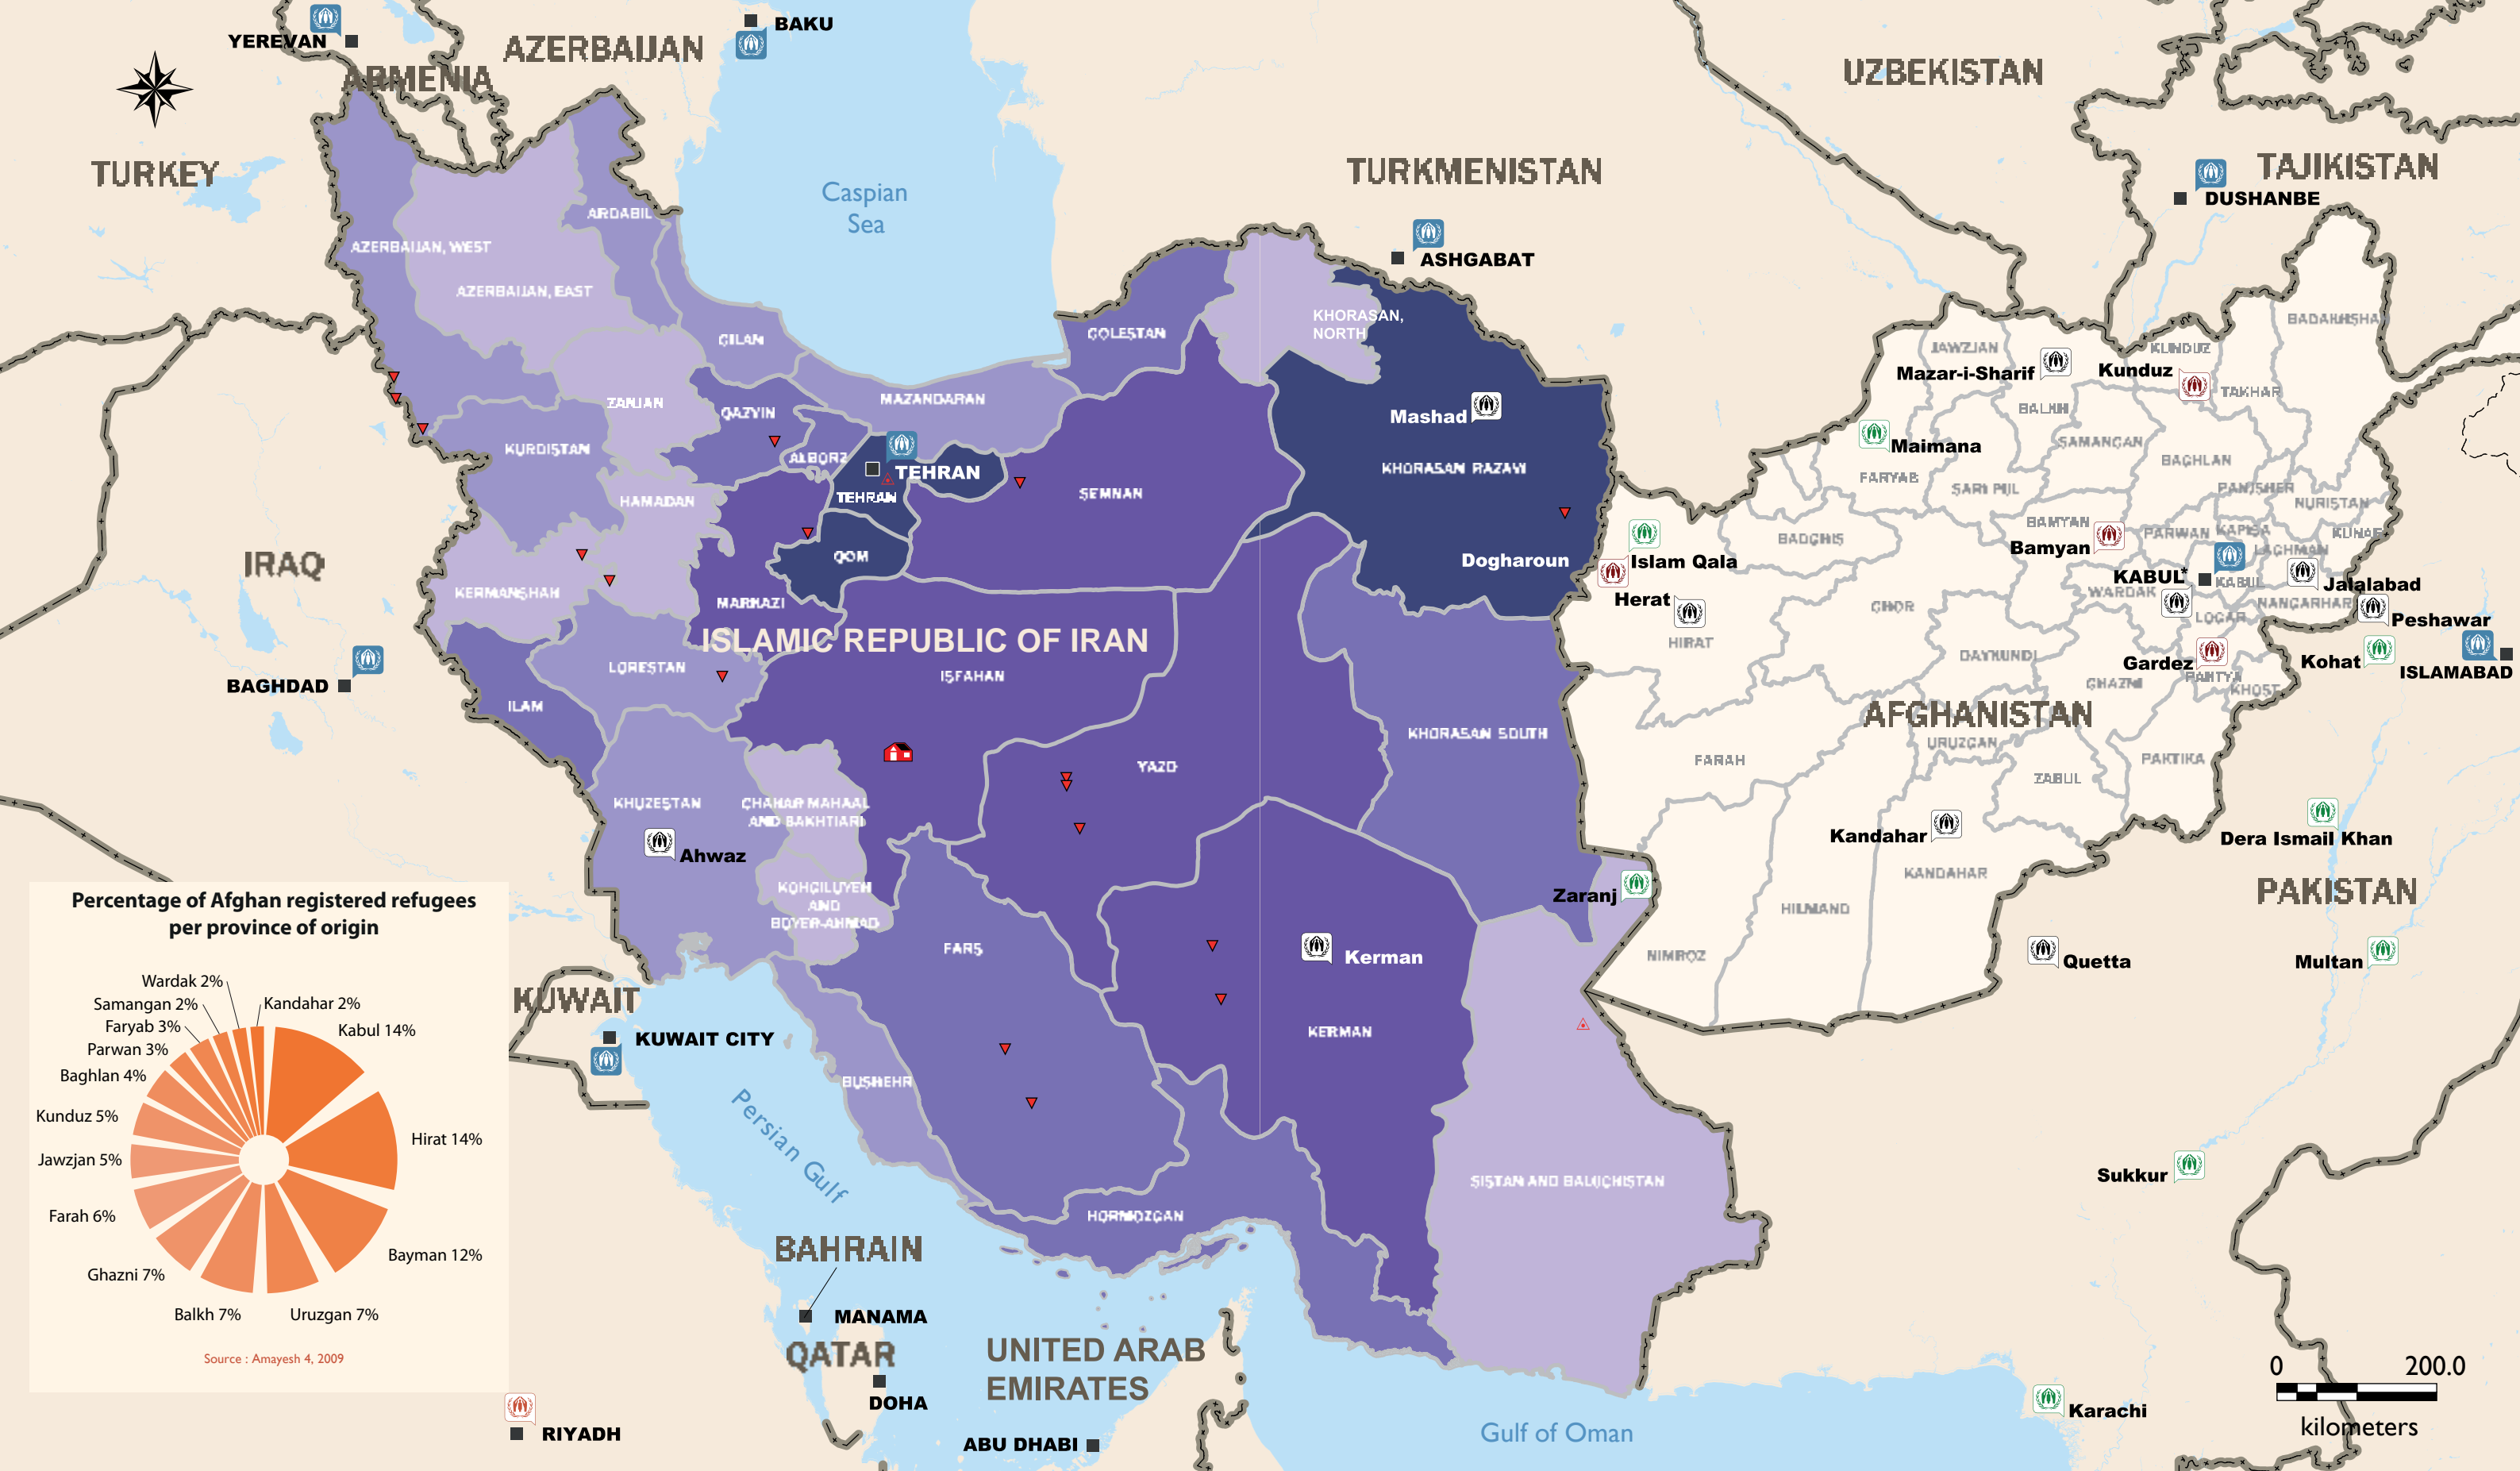 BAKU
YEREVAN
AZERBAIJAN
ARMENIA
UZBEKISTAN
TURKEY
TURKMENISTAN
TAJIKISTAN
DUSHANBE
Caspian
Sea
ARDABIL
AZERBAIJAN, WEST
ASHGABAT
AZERBAIJAN, EAST
KHORASAN,
NORTH
GOLESTAN
GILAN
BADAKHSHA
JAWZJAN
KUNDUZ
Mazar-i-Sharif
Kunduz
TAKHAR
ZANJAN
QAZVIN
MAZANDARAN
Mashad
BALKH
KURDISTAN
ALBORZ
TEHRAN
TEHRAN
KHORASAN RAZAVI
Maimana
SAMANGAN
BAGHLAN
FARYAB
SARI PUL
PANJSHER
NURISTAN
HAMADAN
SEMNAN
BAMYAN
Bamyan
PARWAN
KAPISA
KUNAR
LAGHMAN
BADGHIS
IRAQ
QOM
Dogharoun
Islam Qala
KABUL*
KABUL
Jalalabad
KERMANSHAH
MARKAZI
Herat
GHOR
WARDAK
NANGARHAR
LOGAR
Peshawar
ISLAMIC REPUBLIC OF IRAN
HIRAT
DAYKUNDI
Gardez
Kohat
ISLAMABAD
LORESTAN
ISFAHAN
GHAZNI
PAKTYA
KHOST
BAGHDAD
ILAM
AFGHANISTAN
KHORASAN SOUTH
URUZGAN
FARAH
YAZD
ZABUL
PAKTIKA
KHUZESTAN
CHAHAR MAHAAL
AND BAKHTIARI
Ahwaz
Kandahar
Dera Ismail Khan
KANDAHAR
PAKISTAN
KOHGILUYEH
AND
BOYER-AHMAD
Zaranj
HILMAND
FARS
Kerman
NIMROZ
Quetta
Multan
KUWAIT
KUWAIT CITY
KERMAN
BUSHEHR
Persian Gulf
SISTAN AND BALUCHISTAN
Sukkur
HORMOZGAN
BAHRAIN
MANAMA
QATAR
DOHA
UNITED ARAB
EMIRATES
ABU DHABI
RIYADH
Gulf of Oman
Karachi
0 200.0
kilometers
Percentage of Afghan registered refugees
per province of origin
Wardak 2%
Samangan 2%
Kandahar 2%
Faryab 3%
Kabul 14%
Parwan 3%
Baghlan 4%
Kunduz 5%
Hirat 14%
Jawzjan 5%
Farah 6%
Bayman 12%
Ghazni 7%
Balkh 7%
Uruzgan 7%
Source : Amayesh 4, 2009